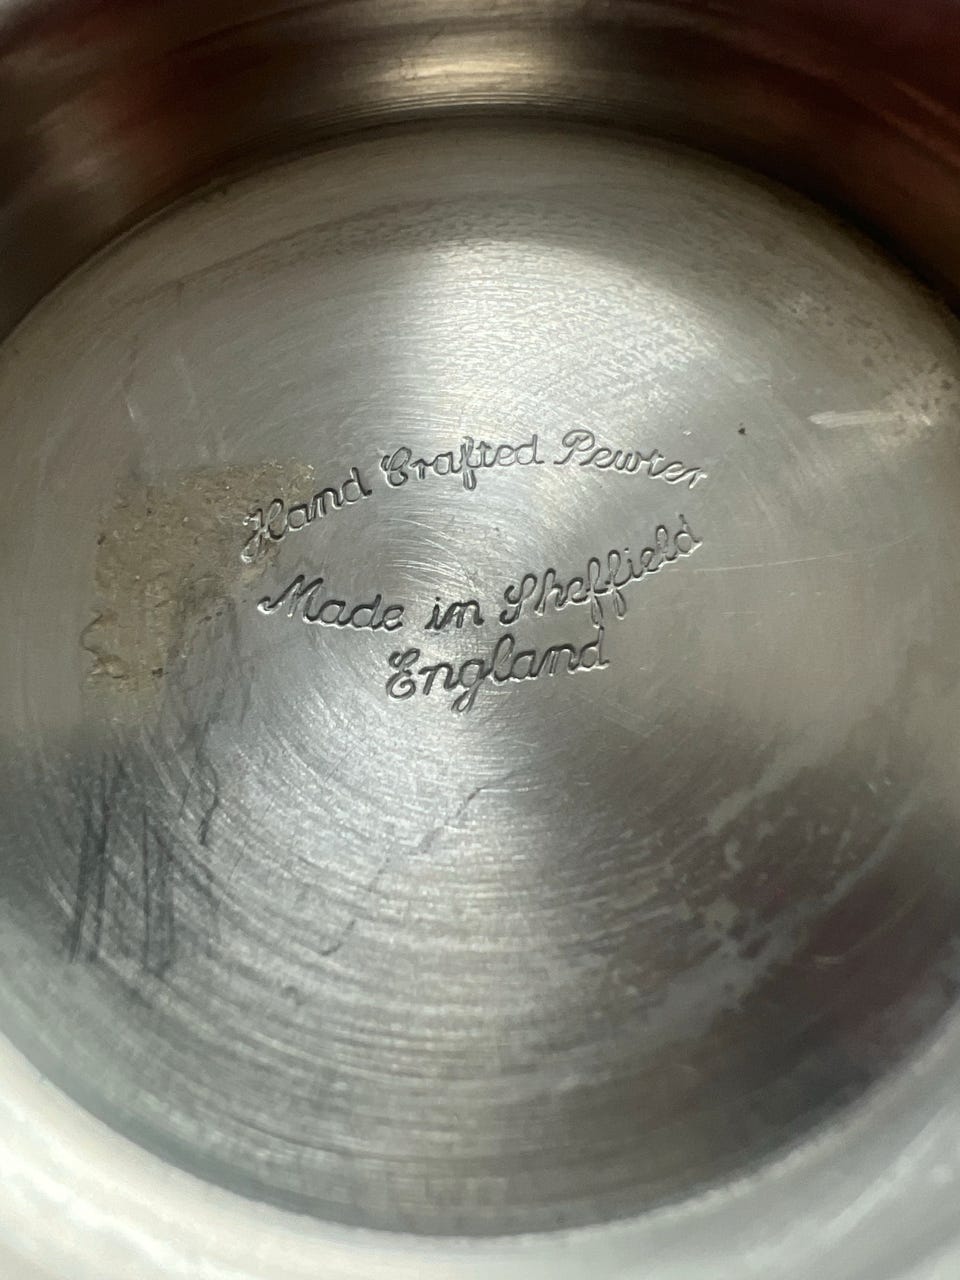 Hand Crafted Pewter
Made in Sheffield
England